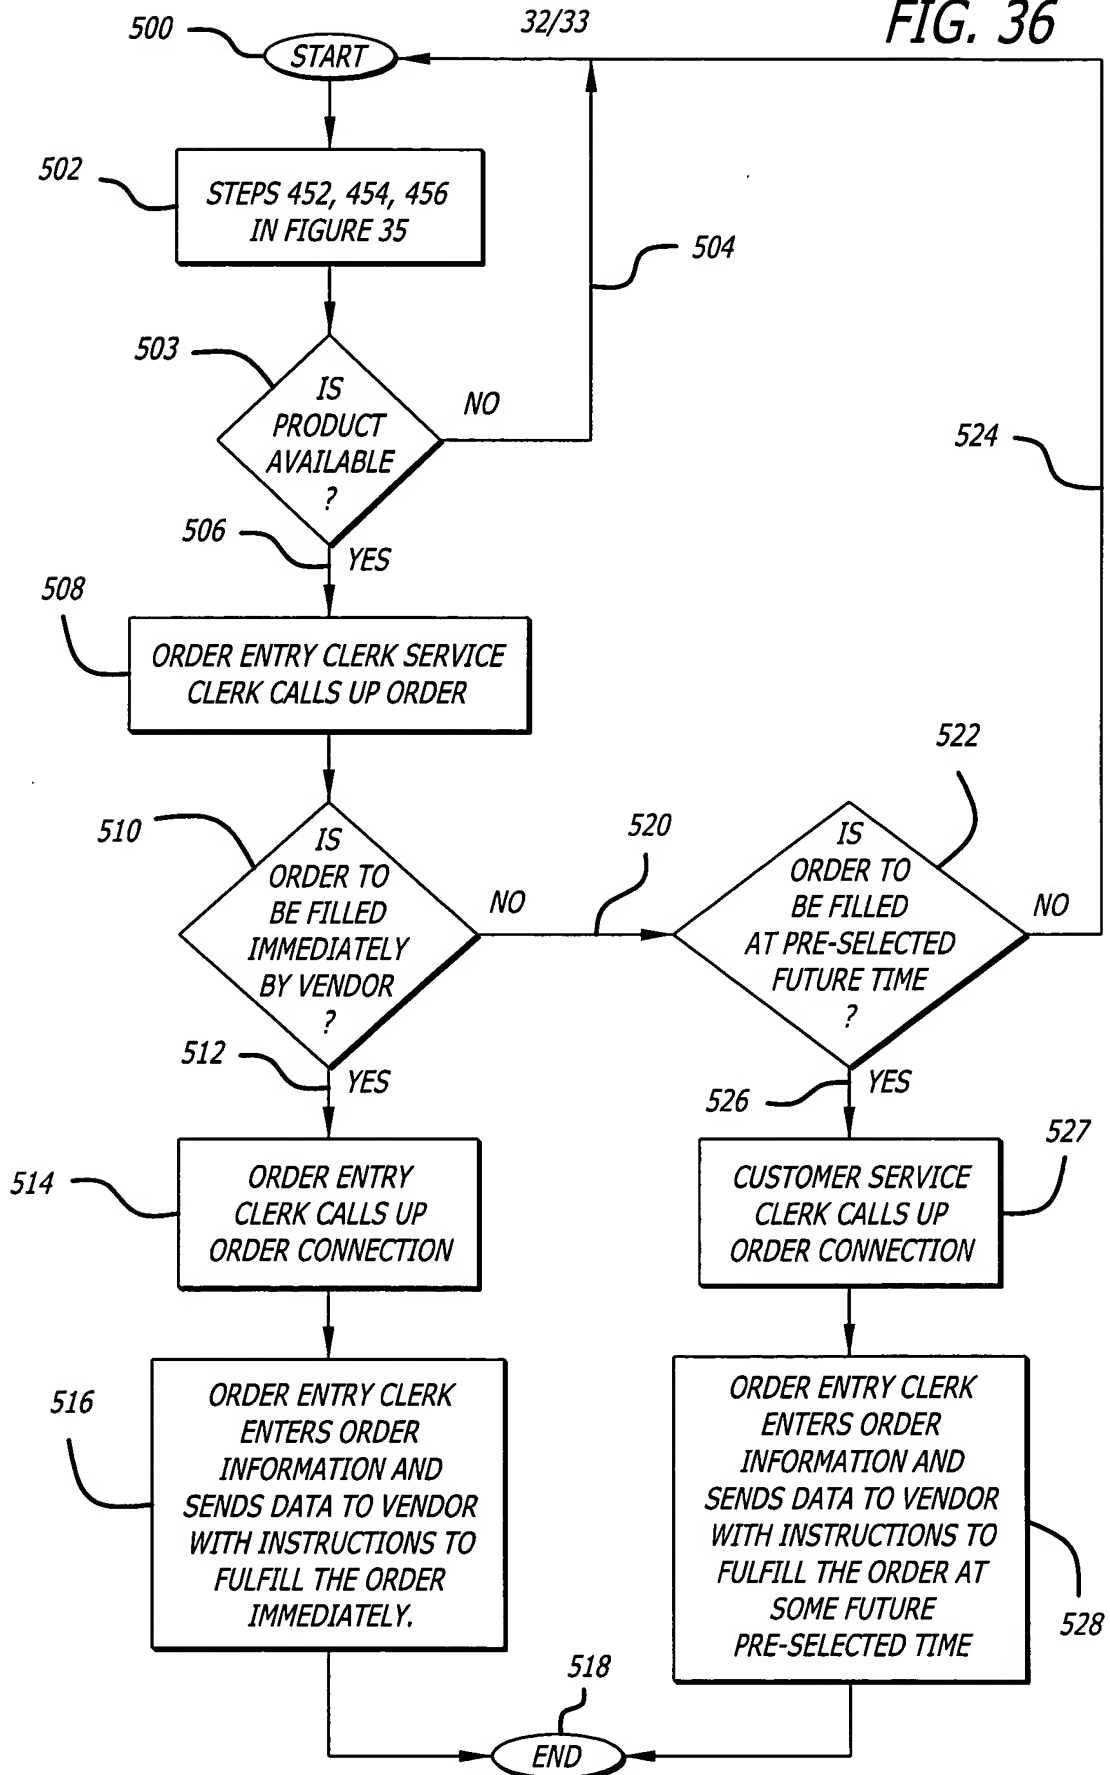 32/33
FIG. 36
500
START
502
STEPS 452, 454, 456
IN FIGURE 35
504
503
IS
PRODUCT
AVAILABLE
?
NO
524
506
YES
508
ORDER ENTRY CLERK SERVICE
CLERK CALLS UP ORDER
522
510
IS
ORDER TO
BE FILLED
IMMEDIATELY
BY VENDOR
?
NO
520
IS
ORDER TO
BE FILLED
AT PRE-SELECTED
FUTURE TIME
?
NO
512
YES
526
YES
514
ORDER ENTRY
CLERK CALLS UP
ORDER CONNECTION
527
CUSTOMER SERVICE
CLERK CALLS UP
ORDER CONNECTION
516
ORDER ENTRY CLERK
ENTERS ORDER
INFORMATION AND
SENDS DATA TO VENDOR
WITH INSTRUCTIONS TO
FULFILL THE ORDER
IMMEDIATELY.
ORDER ENTRY CLERK
ENTERS ORDER
INFORMATION AND
SENDS DATA TO VENDOR
WITH INSTRUCTIONS TO
FULFILL THE ORDER AT
SOME FUTURE
PRE-SELECTED TIME
528
518
END